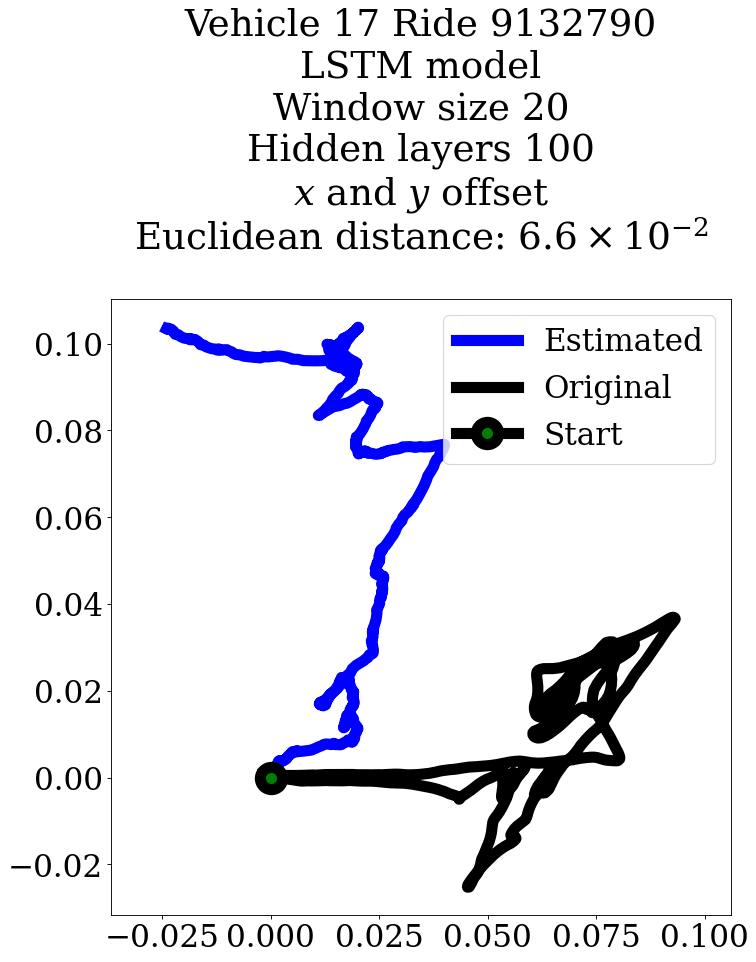 Vehicle 17 Ride 9132790
LSTM model
Window size 20
Hidden layers 100
x and y offset
Euclidean distance: 6.6 × 10⁻²
Estimated
Original
Start
0.10
0.08
0.06
0.04
0.02
0.00
−0.02
−0.025 0.000 0.025 0.050 0.075 0.100